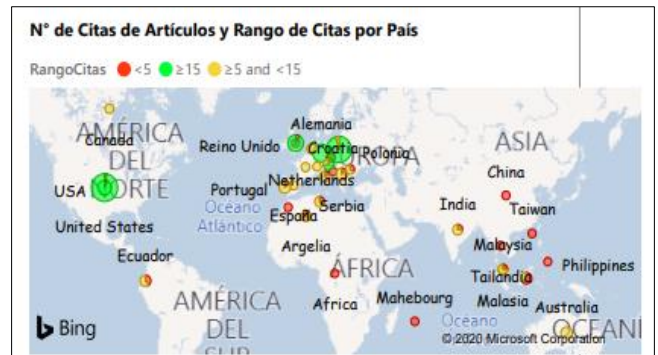 N° de Citas de Artículos y Rango de Citas por País
RangoCitas <5 ≥15 ≥5 and <15
AMÉRICA
DEL
NORTE
Canada
USA
United States
Ecuador
AMÉRICA
DEL
SUR
Reino Unido
Alemania
Croatia
Polonia
Netherlands
Portugal
Océano
Atlántico
España
Serbia
Argelia
ÁFRICA
Africa
Mahebourg
ASIA
China
India
Taiwan
Malaysia
Tailandia
Philippines
Malasia
Australia
Océano
OCEANÍ
Bing
© 2020 Microsoft Corporation